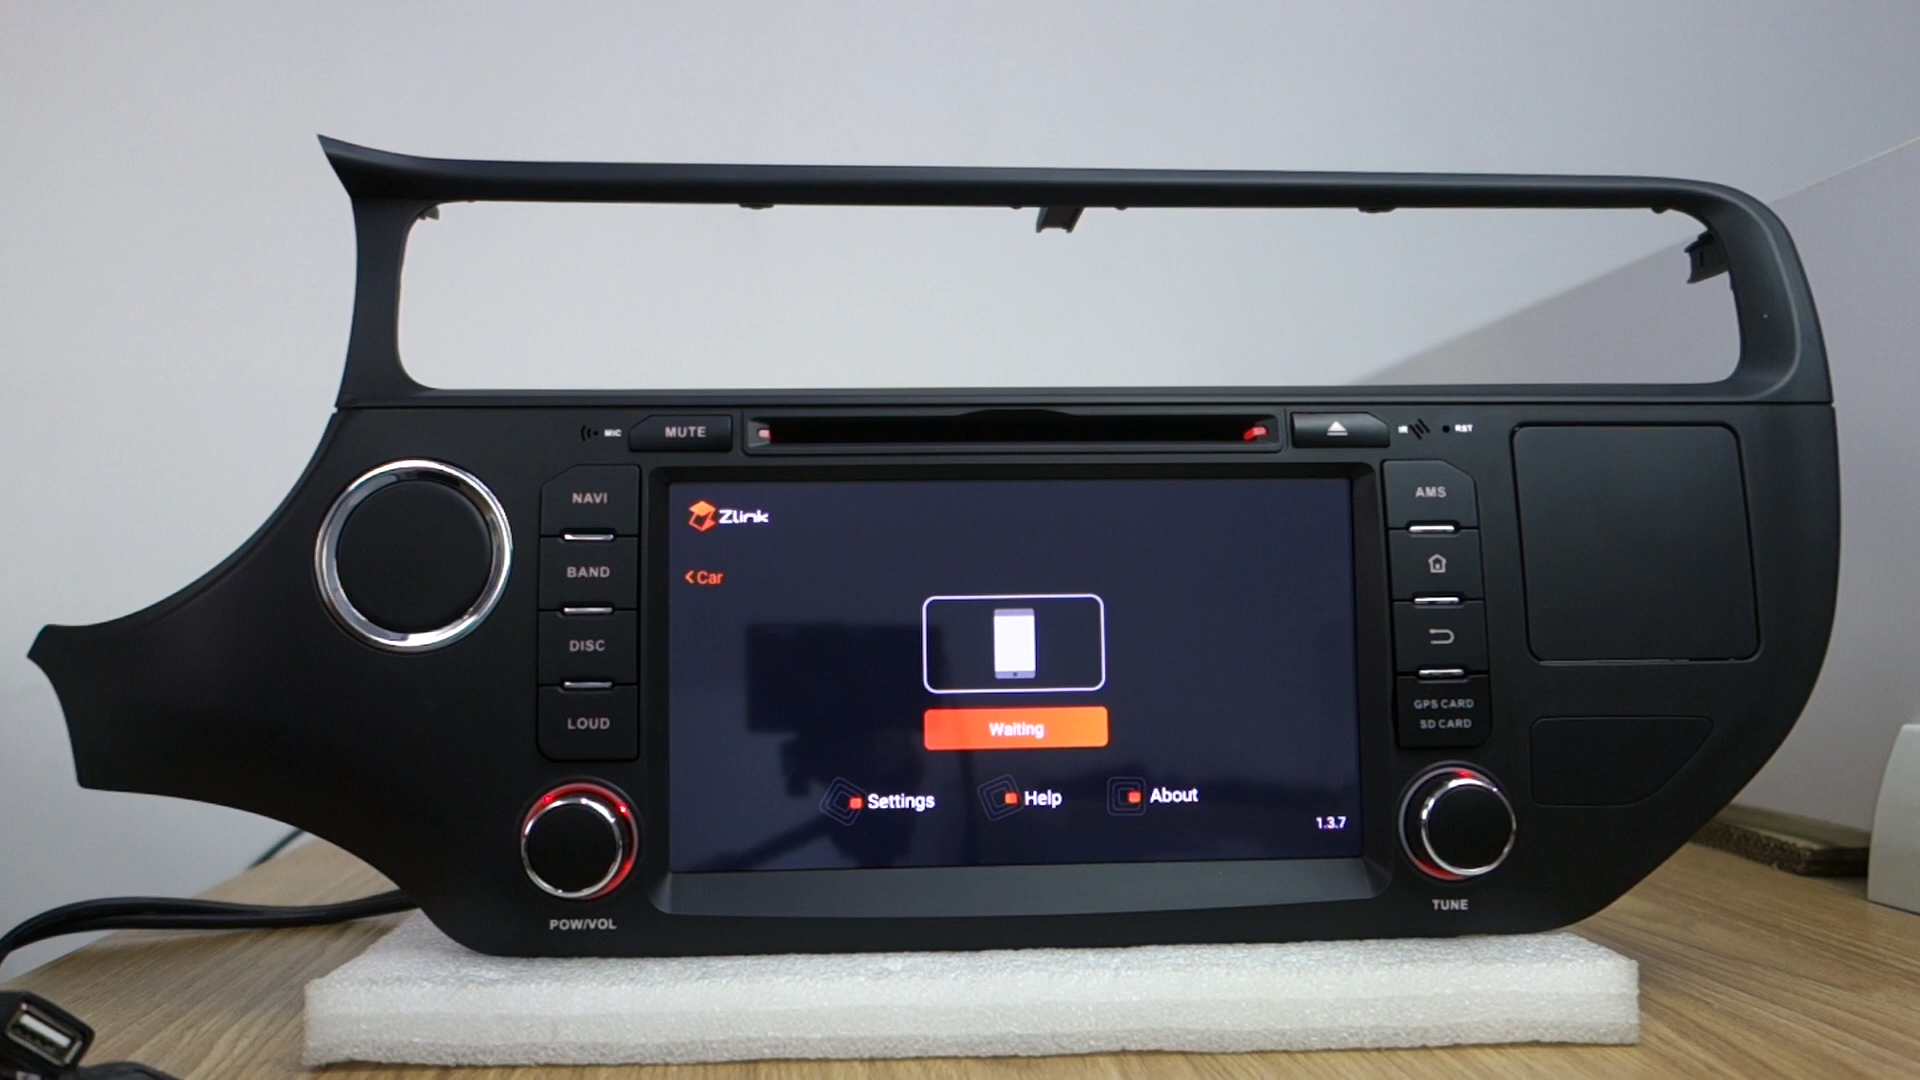 MIC
MUTE
IR
RST
NAVI
BAND
DISC
LOUD
POW/VOL
Zlink
Car
Waiting
Settings
Help
About
1.3.7
AMS
GPS CARD
SD CARD
TUNE